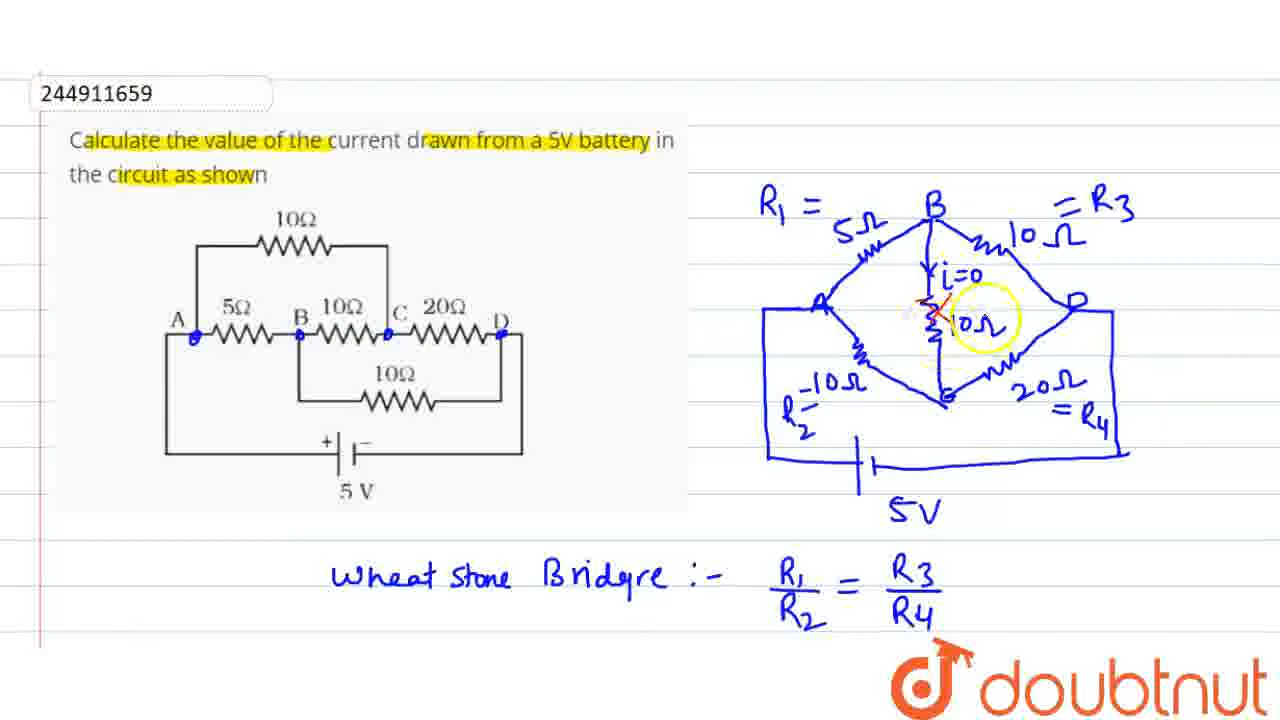 244911659
Calculate the value of the current drawn from a 5V battery in
the circuit as shown
10Ω
A 5Ω B 10Ω C 20Ω D
10Ω
+ −
5 V
R1 = 5Ω B 10Ω = R3
i=0
A 10Ω D
R2 = 10Ω C 20Ω = R4
5V
Wheat stone Bridgre :- R1/R2 = R3/R4
doubtnut